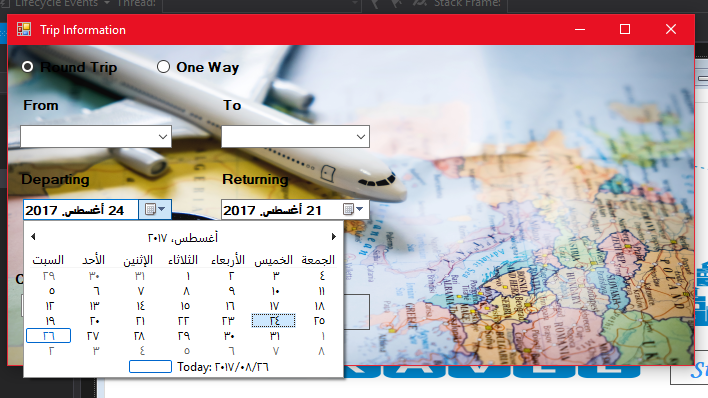 Lifecycle Events Thread: Stack Frame:
Trip Information
Round Trip One Way
From To
Departing Returning
24 أغسطس, 2017 21 أغسطس, 2017
أغسطس، ٢٠١٧
السبت الأحد الإثنين الثلاثاء الأربعاء الخميس الجمعة
٢٩ ٣٠ ٣١ ١ ٢ ٣ ٤
٥ ٦ ٧ ٨ ٩ ١٠ ١١
١٢ ١٣ ١٤ ١٥ ١٦ ١٧ ١٨
١٩ ٢٠ ٢١ ٢٢ ٢٣ ٢٤ ٢٥
٢٦ ٢٧ ٢٨ ٢٩ ٣٠ ٣١ ١
٢ ٣ ٤ ٥ ٦ ٧ ٨
Today: ٢٠١٧/٠٨/٢٦
POLAND